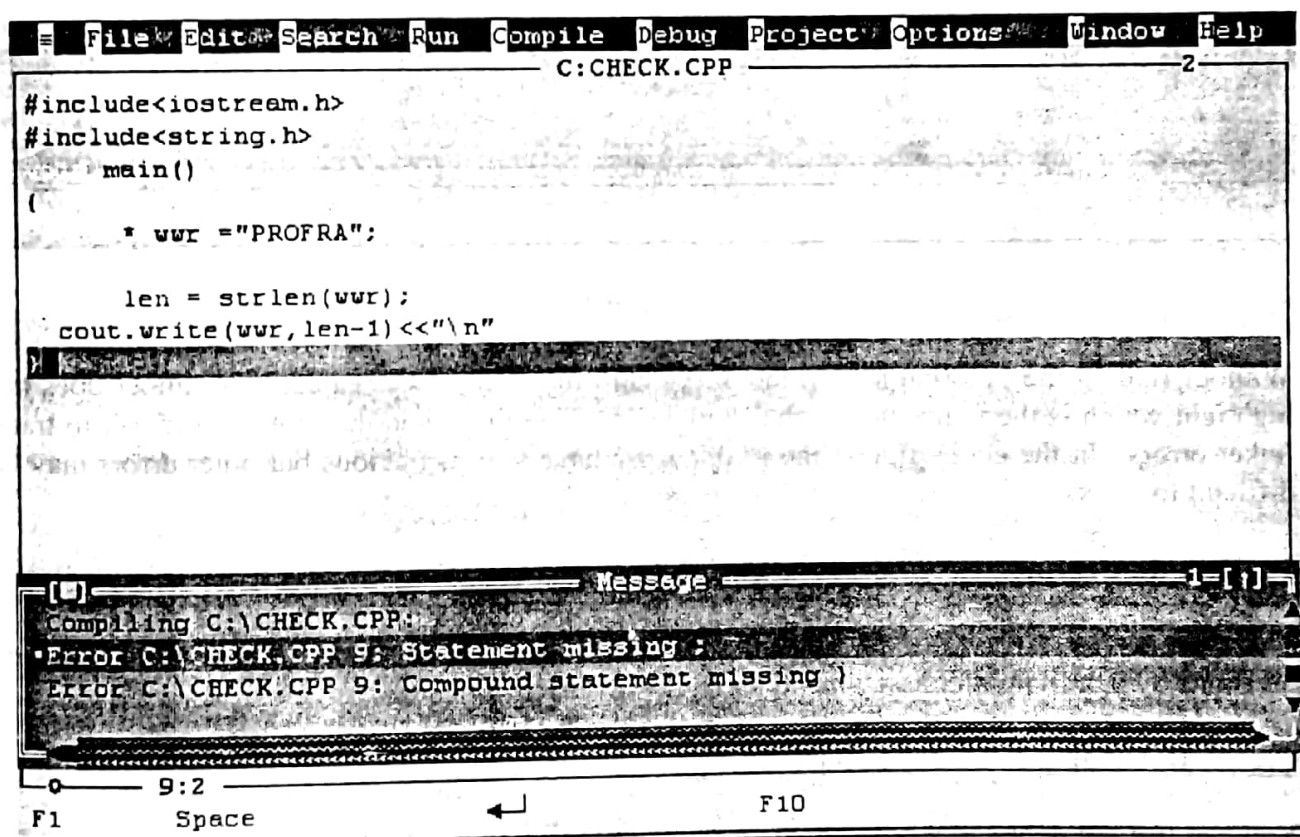 ≡ File Edit Search Run Compile Debug Project Options Window Help
C:CHECK.CPP 2
#include<iostream.h>
#include<string.h>
main()
{
* wwr ="PROFRA";
len = strlen(wwr);
cout.write(wwr,len-1)<<"\n"
}
Message 1=[↑]
Compiling C:\CHECK.CPP:
•Error C:\CHECK.CPP 9: Statement missing ;
Error C:\CHECK.CPP 9: Compound statement missing }
9:2
F1 Space ↵ F10